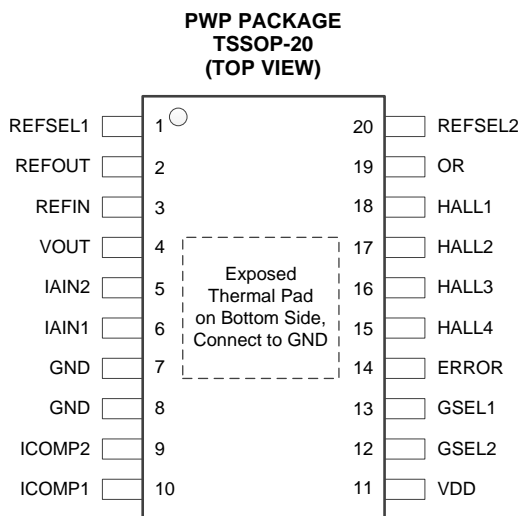 PWP PACKAGE
TSSOP-20
(TOP VIEW)
REFSEL1 1 20 REFSEL2
REFOUT 2 19 OR
REFIN 3 18 HALL1
VOUT 4 17 HALL2
IAIN2 5 16 HALL3
IAIN1 6 15 HALL4
GND 7 14 ERROR
GND 8 13 GSEL1
ICOMP2 9 12 GSEL2
ICOMP1 10 11 VDD
Exposed
Thermal Pad
on Bottom Side,
Connect to GND